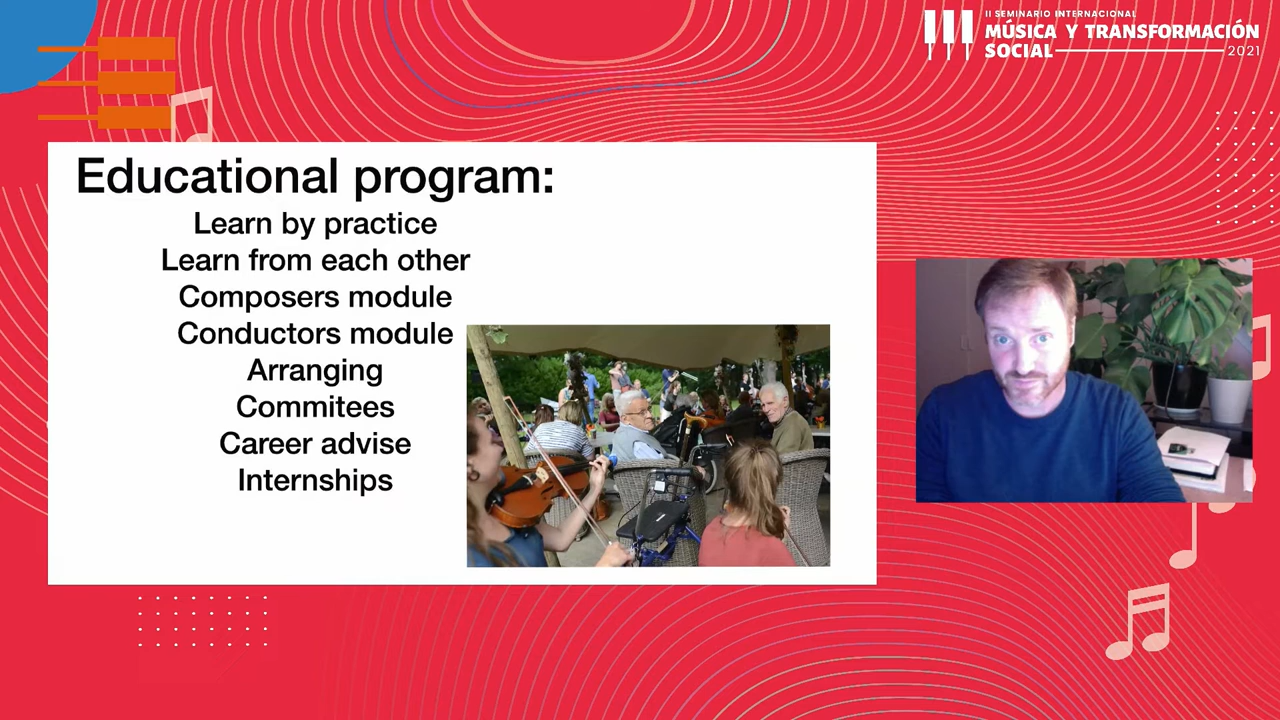 II SEMINARIO INTERNACIONAL
MÚSICA Y TRANSFORMACIÓN
SOCIAL
2021
Educational program:
Learn by practice
Learn from each other
Composers module
Conductors module
Arranging
Commitees
Career advise
Internships